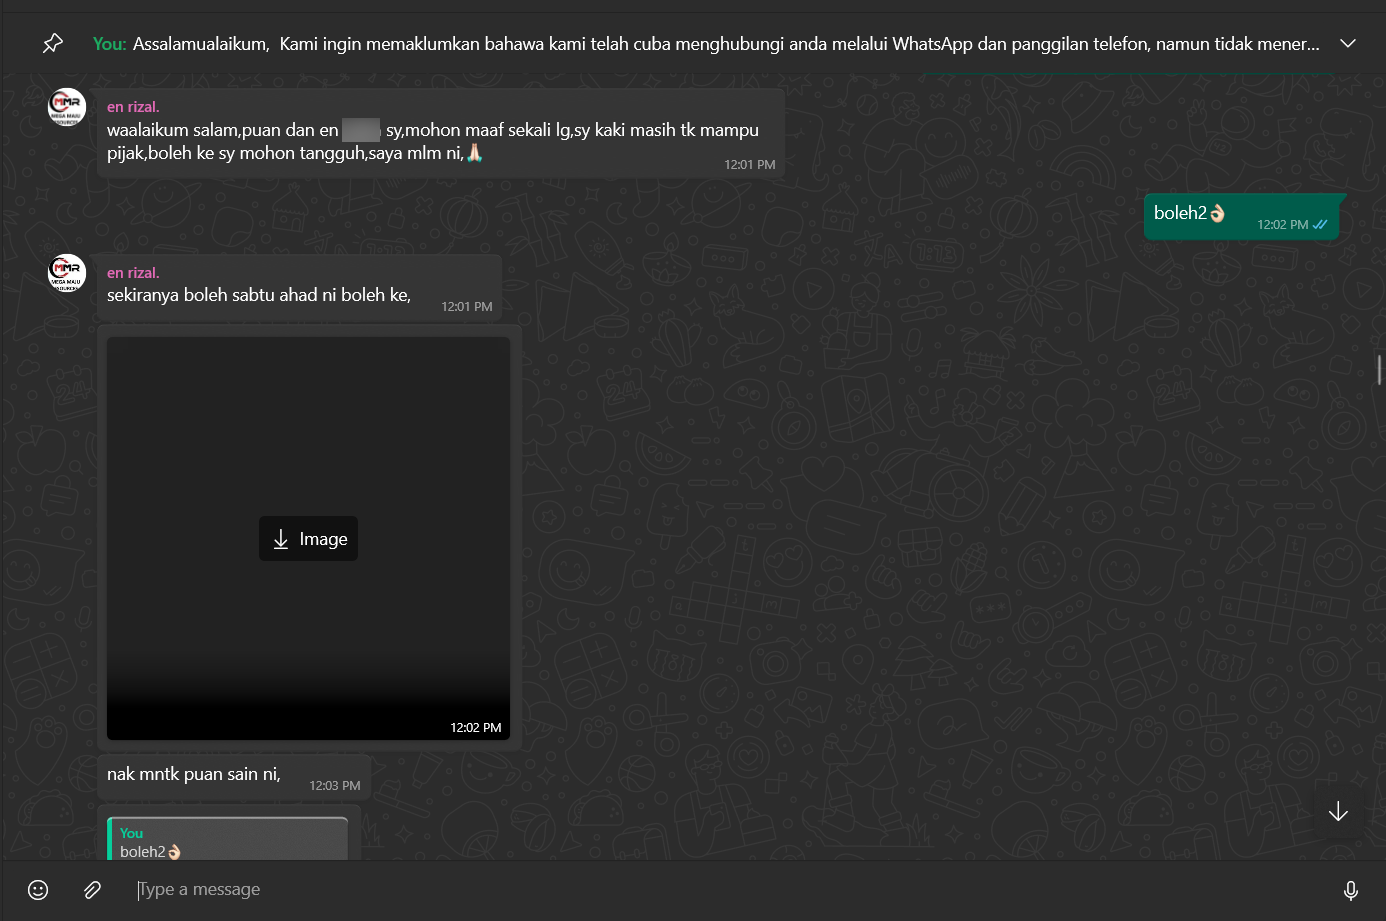 You: Assalamualaikum, Kami ingin memaklumkan bahawa kami telah cuba menghubungi anda melalui WhatsApp dan panggilan telefon, namun tidak mener...
en rizal.
waalaikum salam,puan dan en sy,mohon maaf sekali lg,sy kaki masih tk mampu
pijak,boleh ke sy mohon tangguh,saya mlm ni,🙏🏻
12:01 PM
boleh2👌🏻
12:02 PM
en rizal.
sekiranya boleh sabtu ahad ni boleh ke,
12:01 PM
Image
12:02 PM
nak mntk puan sain ni,
12:03 PM
You
boleh2👌🏻
Type a message